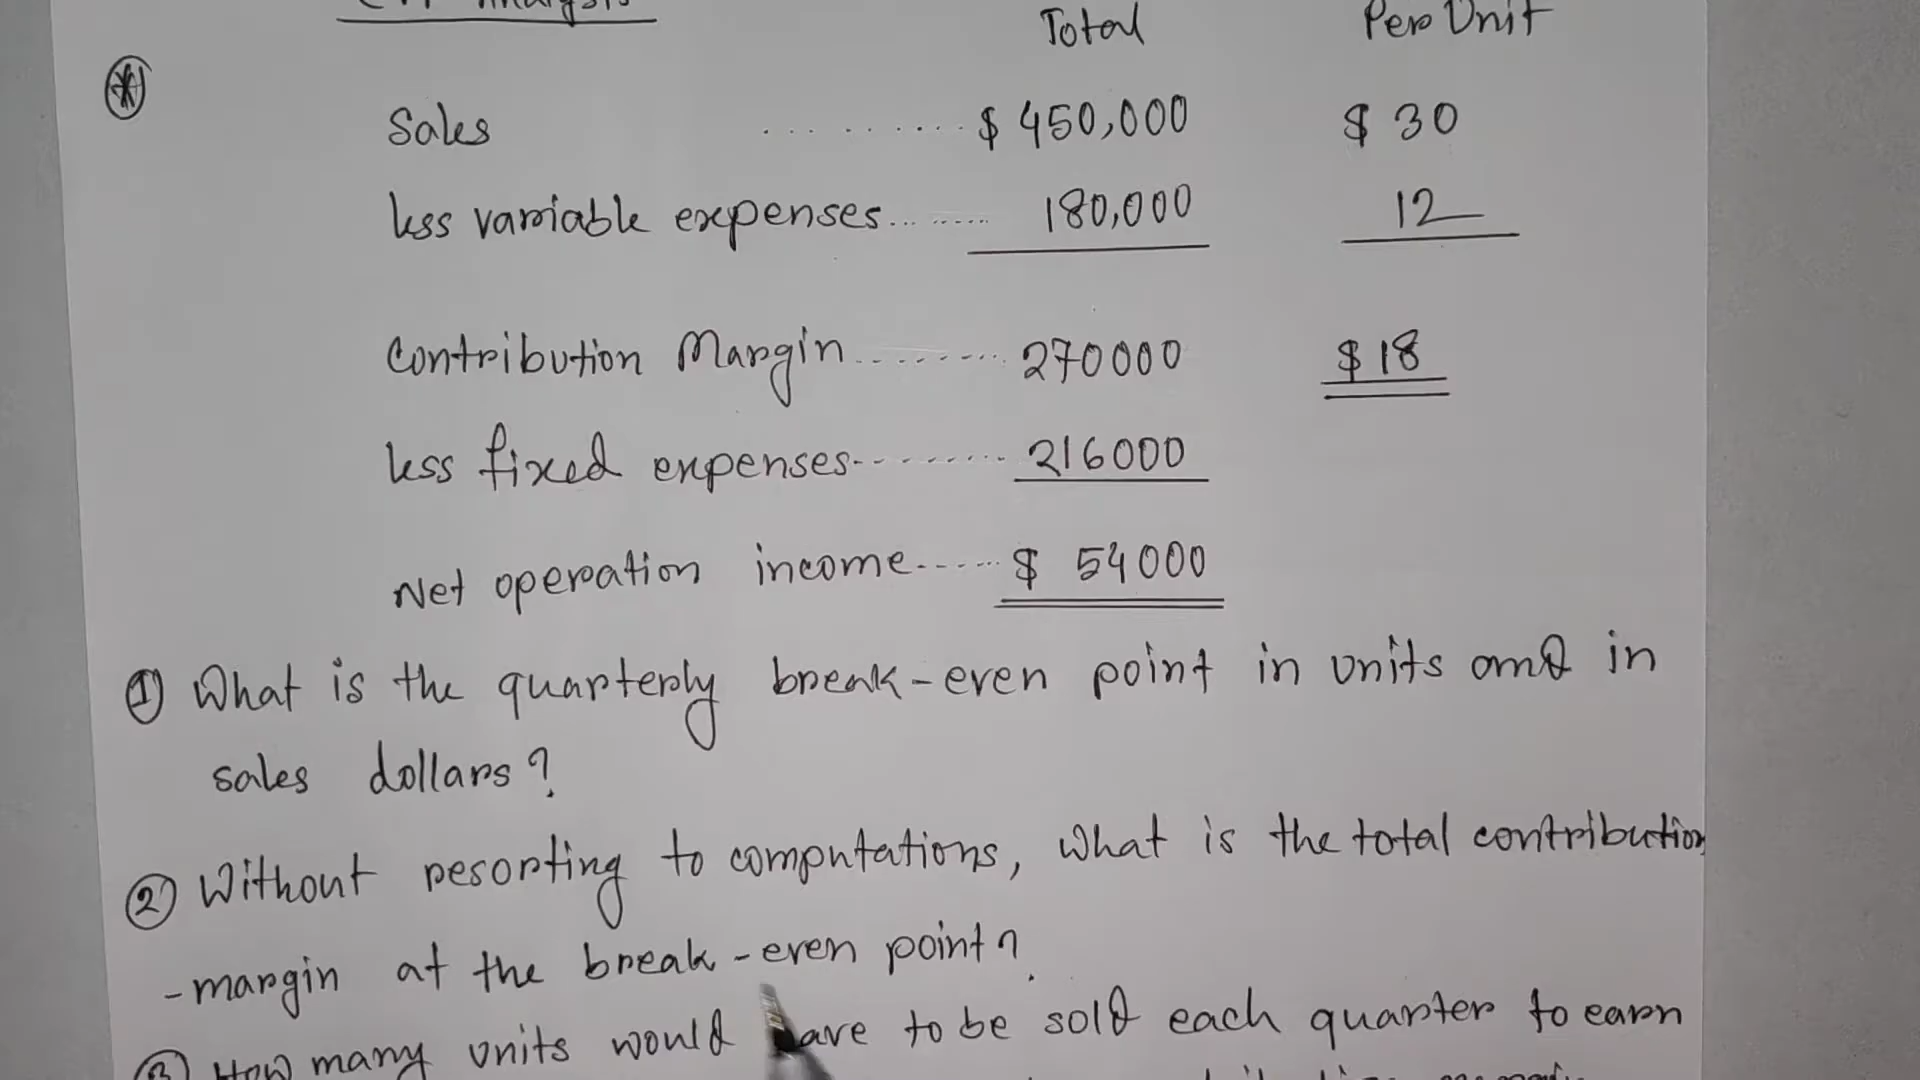 Analysis
Total Per Unit
Sales .......... $ 450,000 $ 30
less variable expenses......... 180,000 12
Contribution Margin......... 270000 $ 18
less fixed expenses......... 216000
Net operation income...... $ 54000
① What is the quarterly break-even point in units and in
sales dollars?
② Without resorting to computations, what is the total contribution
-margin at the break-even point?
③ How many units would have to be sold each quarter to earn